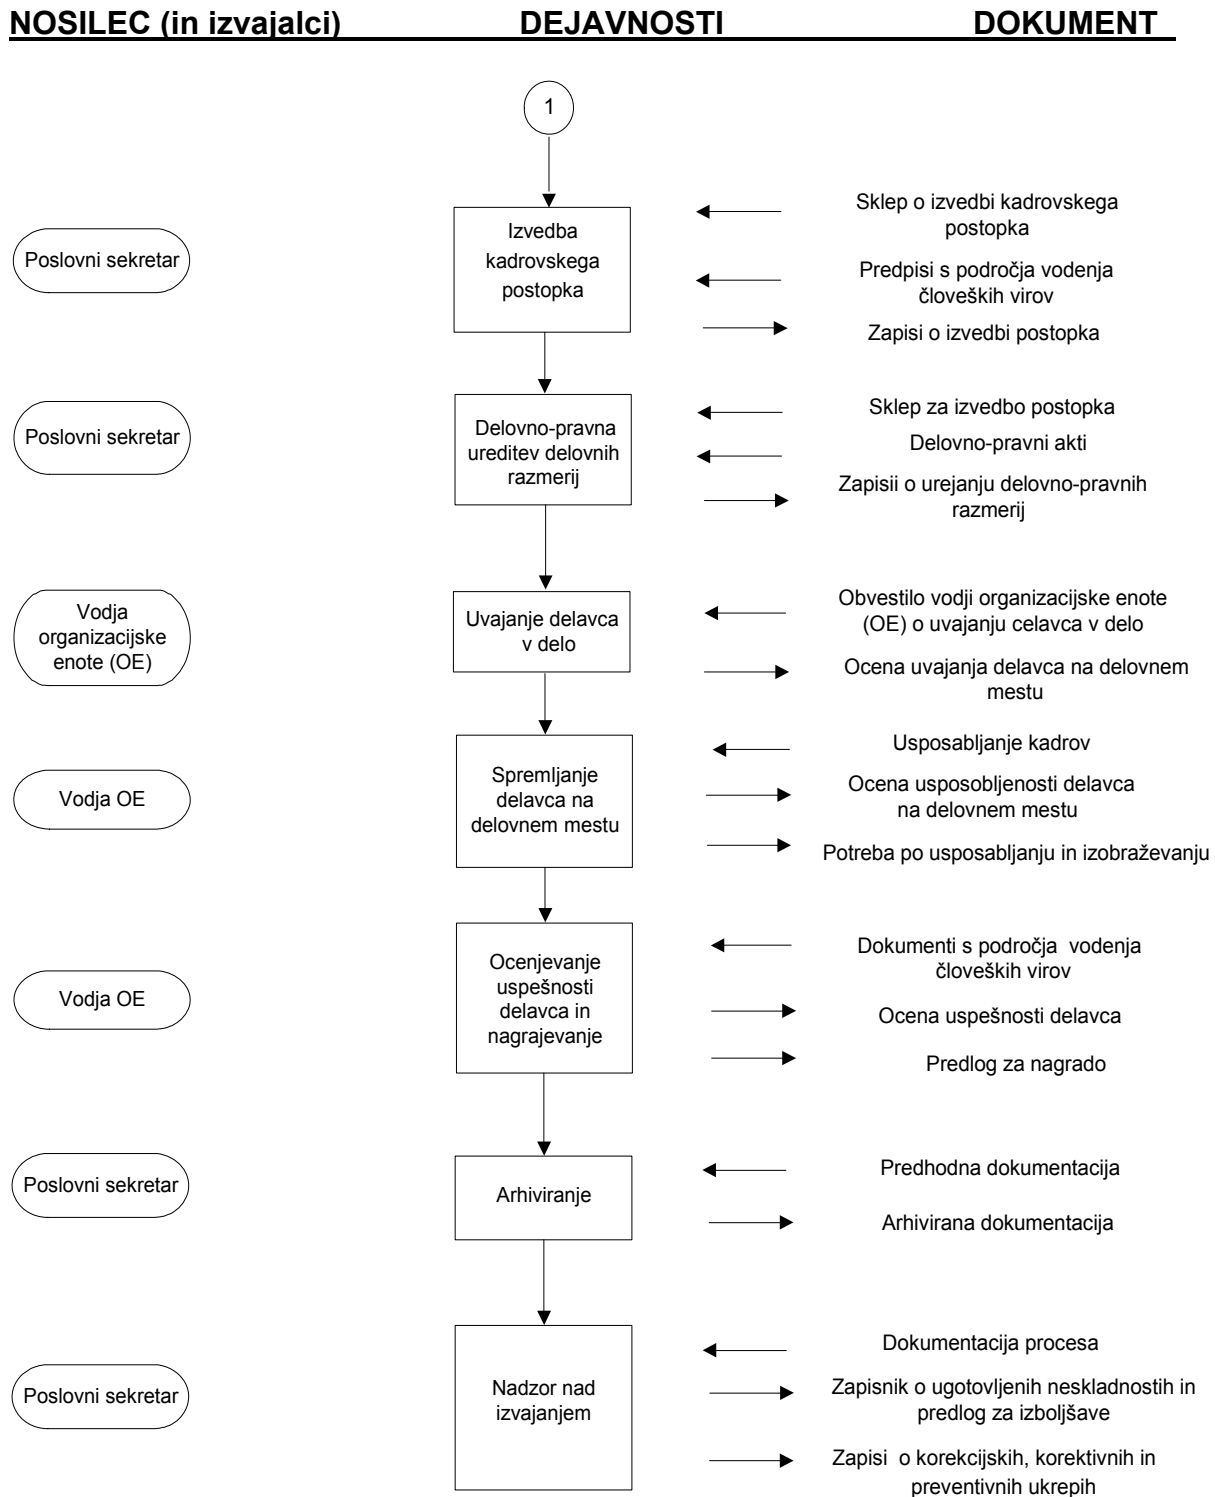 NOSILEC (in izvajalci) DEJAVNOSTI DOKUMENT
1
Poslovni sekretar
Izvedba
kadrovskega
postopka
Sklep o izvedbi kadrovskega
postopka
Predpisi s področja vodenja
človeških virov
Zapisi o izvedbi postopka
Poslovni sekretar
Delovno-pravna
ureditev delovnih
razmerij
Sklep za izvedbo postopka
Delovno-pravni akti
Zapisii o urejanju delovno-pravnih
razmerij
Vodja
organizacijske
enote (OE)
Uvajanje delavca
v delo
Obvestilo vodji organizacijske enote
(OE) o uvajanju celavca v delo
Ocena uvajanja delavca na delovnem
mestu
Vodja OE
Spremljanje
delavca na
delovnem mestu
Usposabljanje kadrov
Ocena usposobljenosti delavca
na delovnem mestu
Potreba po usposabljanju in izobraževanju
Vodja OE
Ocenjevanje
uspešnosti
delavca in
nagrajevanje
Dokumenti s področja vodenja
človeških virov
Ocena uspešnosti delavca
Predlog za nagrado
Poslovni sekretar
Arhiviranje
Predhodna dokumentacija
Arhivirana dokumentacija
Poslovni sekretar
Nadzor nad
izvajanjem
Dokumentacija procesa
Zapisnik o ugotovljenih neskladnostih in
predlog za izboljšave
Zapisi o korekcijskih, korektivnih in
preventivnih ukrepih